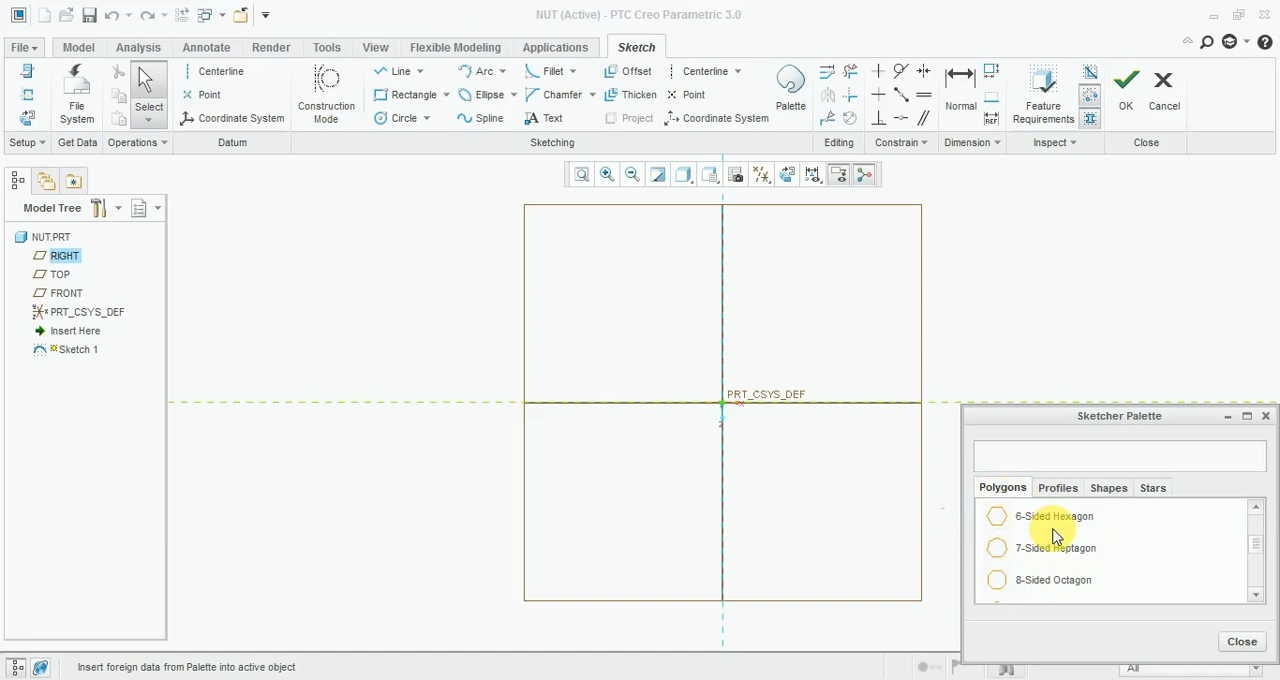 NUT (Active) - PTC Creo Parametric 3.0
File Model Analysis Annotate Render Tools View Flexible Modeling Applications Sketch
Centerline Line Arc Fillet Offset Centerline
Point Rectangle Ellipse Chamfer Thicken Point
Coordinate System Circle Spline Text Project Coordinate System
File System
Select
Construction Mode
Palette
Normal
Feature Requirements
OK
Cancel
Setup Get Data Operations Datum Sketching Editing Constrain Dimension Inspect Close
Model Tree
NUT.PRT
RIGHT
TOP
FRONT
PRT_CSYS_DEF
Insert Here
Sketch 1
PRT_CSYS_DEF
Sketcher Palette
Polygons Profiles Shapes Stars
6-Sided Hexagon
7-Sided Heptagon
8-Sided Octagon
Close
Insert foreign data from Palette into active object
All